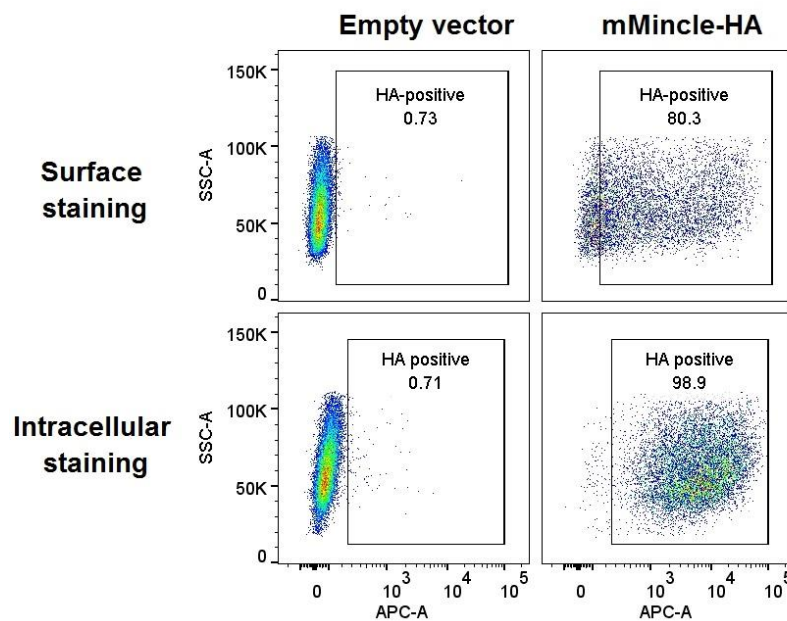 Empty vector
mMincle-HA
Surface
staining
SSC-A
150K
100K
50K
0
HA-positive
0.73
HA-positive
80.3
Intracellular
staining
SSC-A
150K
100K
50K
0
HA positive
0.71
HA positive
98.9
0 10^3 10^4 10^5
APC-A
0 10^3 10^4 10^5
APC-A